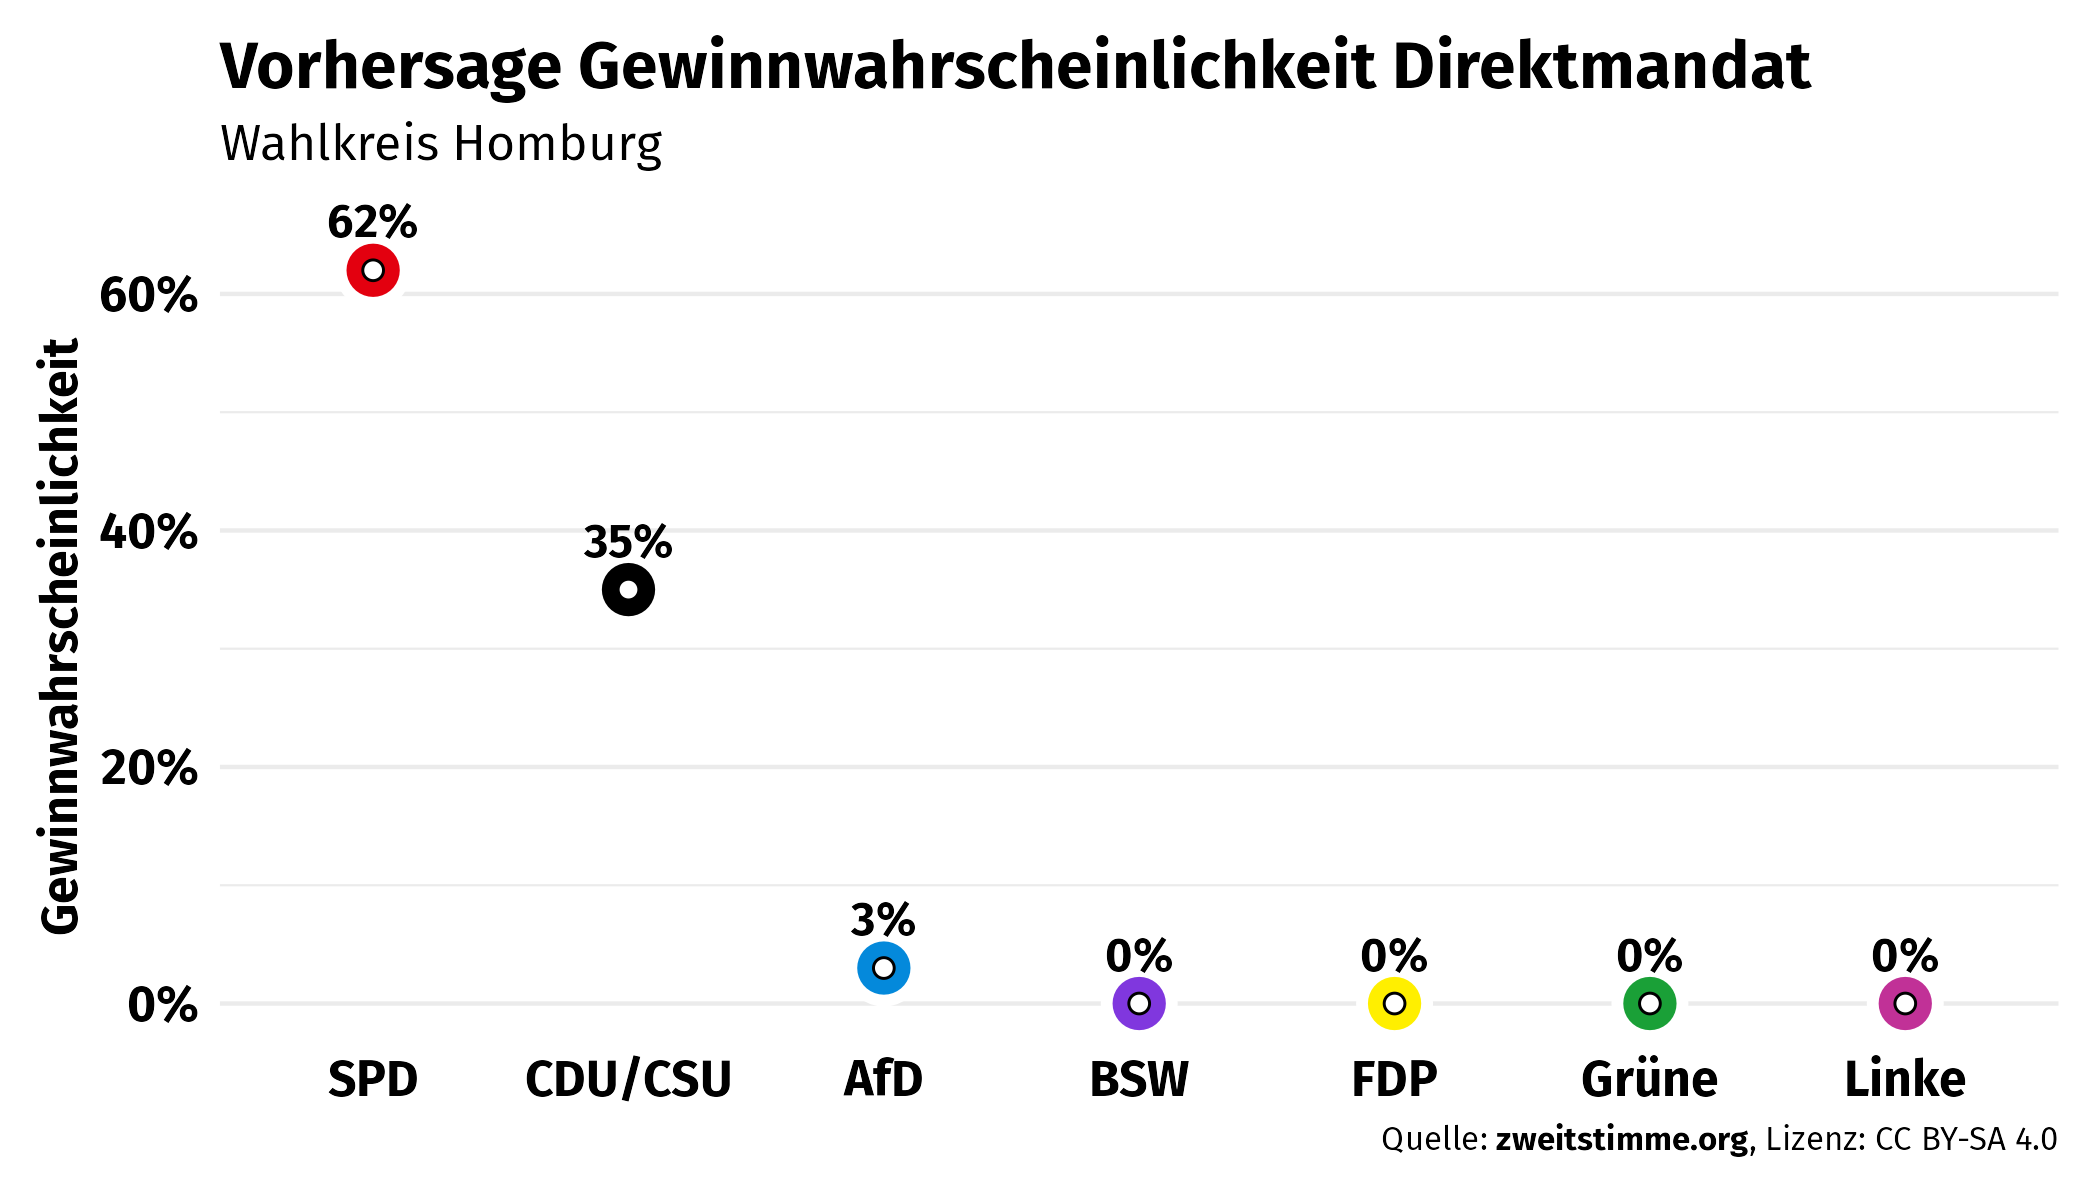 Vorhersage Gewinnwahrscheinlichkeit Direktmandat
Wahlkreis Homburg
Gewinnwahrscheinlichkeit
60%
40%
20%
0%
62%
35%
3%
0%
0%
0%
0%
SPD
CDU/CSU
AfD
BSW
FDP
Grüne
Linke
Quelle: zweitstimme.org, Lizenz: CC BY-SA 4.0